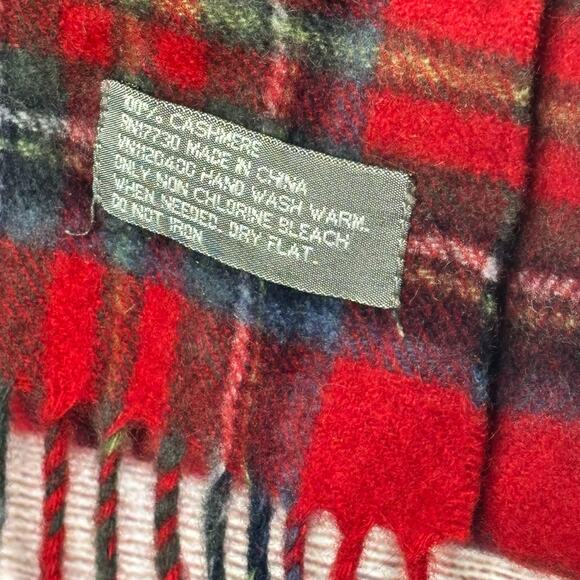 100% CASHMERE
RN17730 MADE IN CHINA
VN1120400 HAND WASH WARM.
ONLY NON CHLORINE BLEACH
WHEN NEEDED. DRY FLAT.
DO NOT IRON